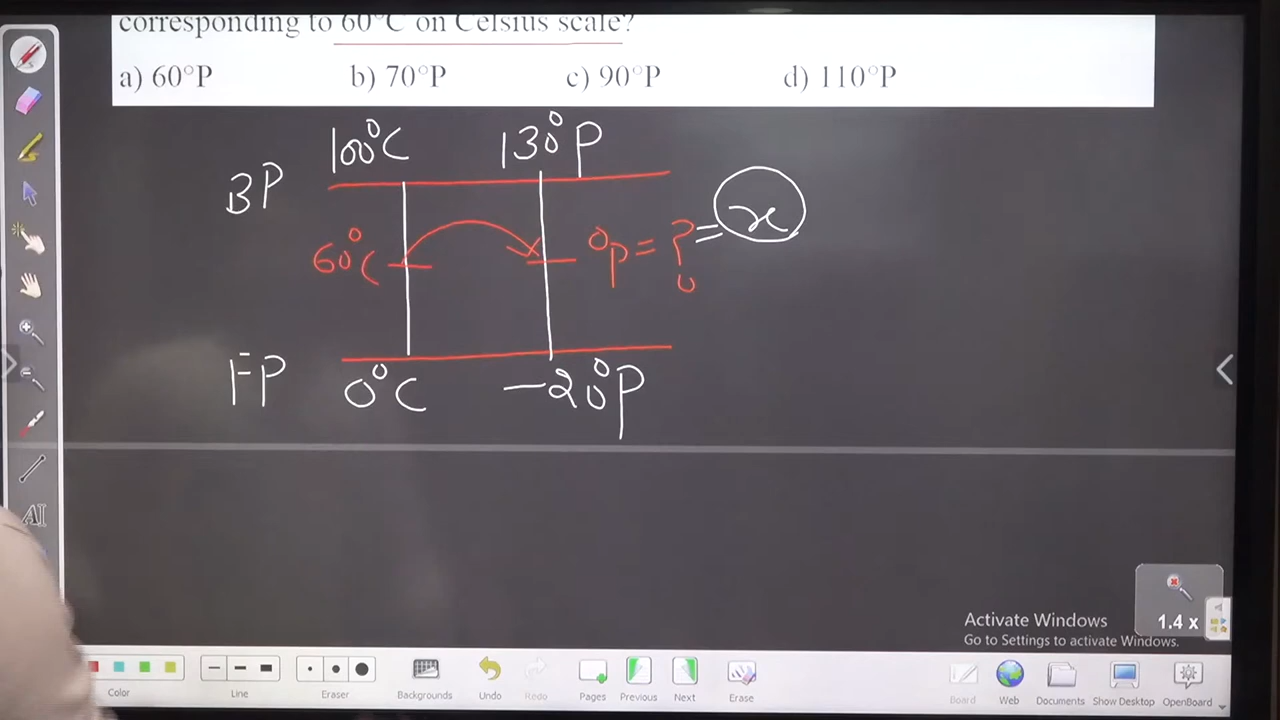 corresponding to 60°C on Celsius scale?
a) 60°P b) 70°P c) 90°P d) 110°P
100°C 130°P
BP
60°C °P = ? = x
FP 0°C -20°P
AI
1.4 x
Activate Windows
Go to Settings to activate Windows.
Color Line Eraser Backgrounds Undo Redo Pages Previous Next Erase Board Web Documents Show Desktop OpenBoard